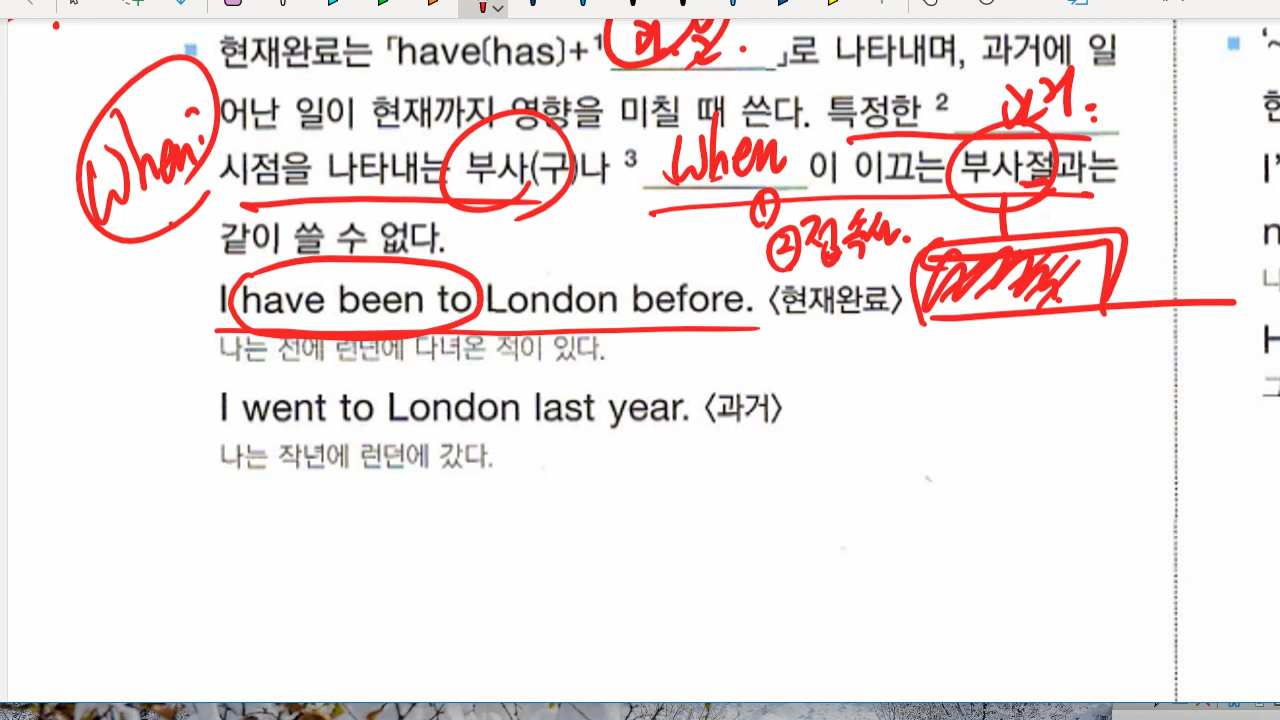 현재완료는 「have(has)+¹ ________」로 나타내며, 과거에 일
어난 일이 현재까지 영향을 미칠 때 쓴다. 특정한 ² 과거.
When: 시점을 나타내는 부사(구)나 ³ When 이 이끄는 부사절과는
①
같이 쓸 수 없다. ② 접속사.
I have been to London before. 〈현재완료〉
나는 전에 런던에 다녀온 적이 있다.
I went to London last year. 〈과거〉
나는 작년에 런던에 갔다.